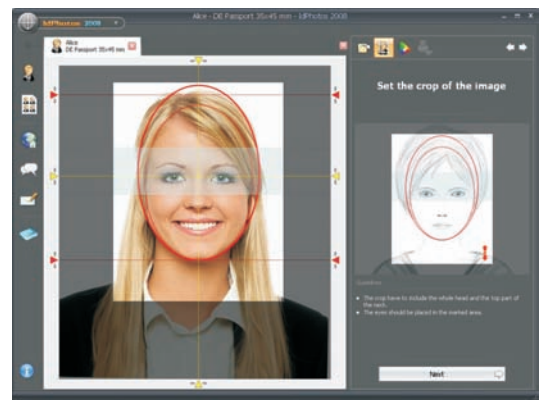 Alice - DE Passport 35x45 mm - IdPhotos 2008
IdPhotos 2008
Alice
DE Passport 35x45 mm
Set the crop of the image
Guidelines
The crop have to include the whole head and the top part of
the neck.
The eyes should be placed in the marked area.
Next